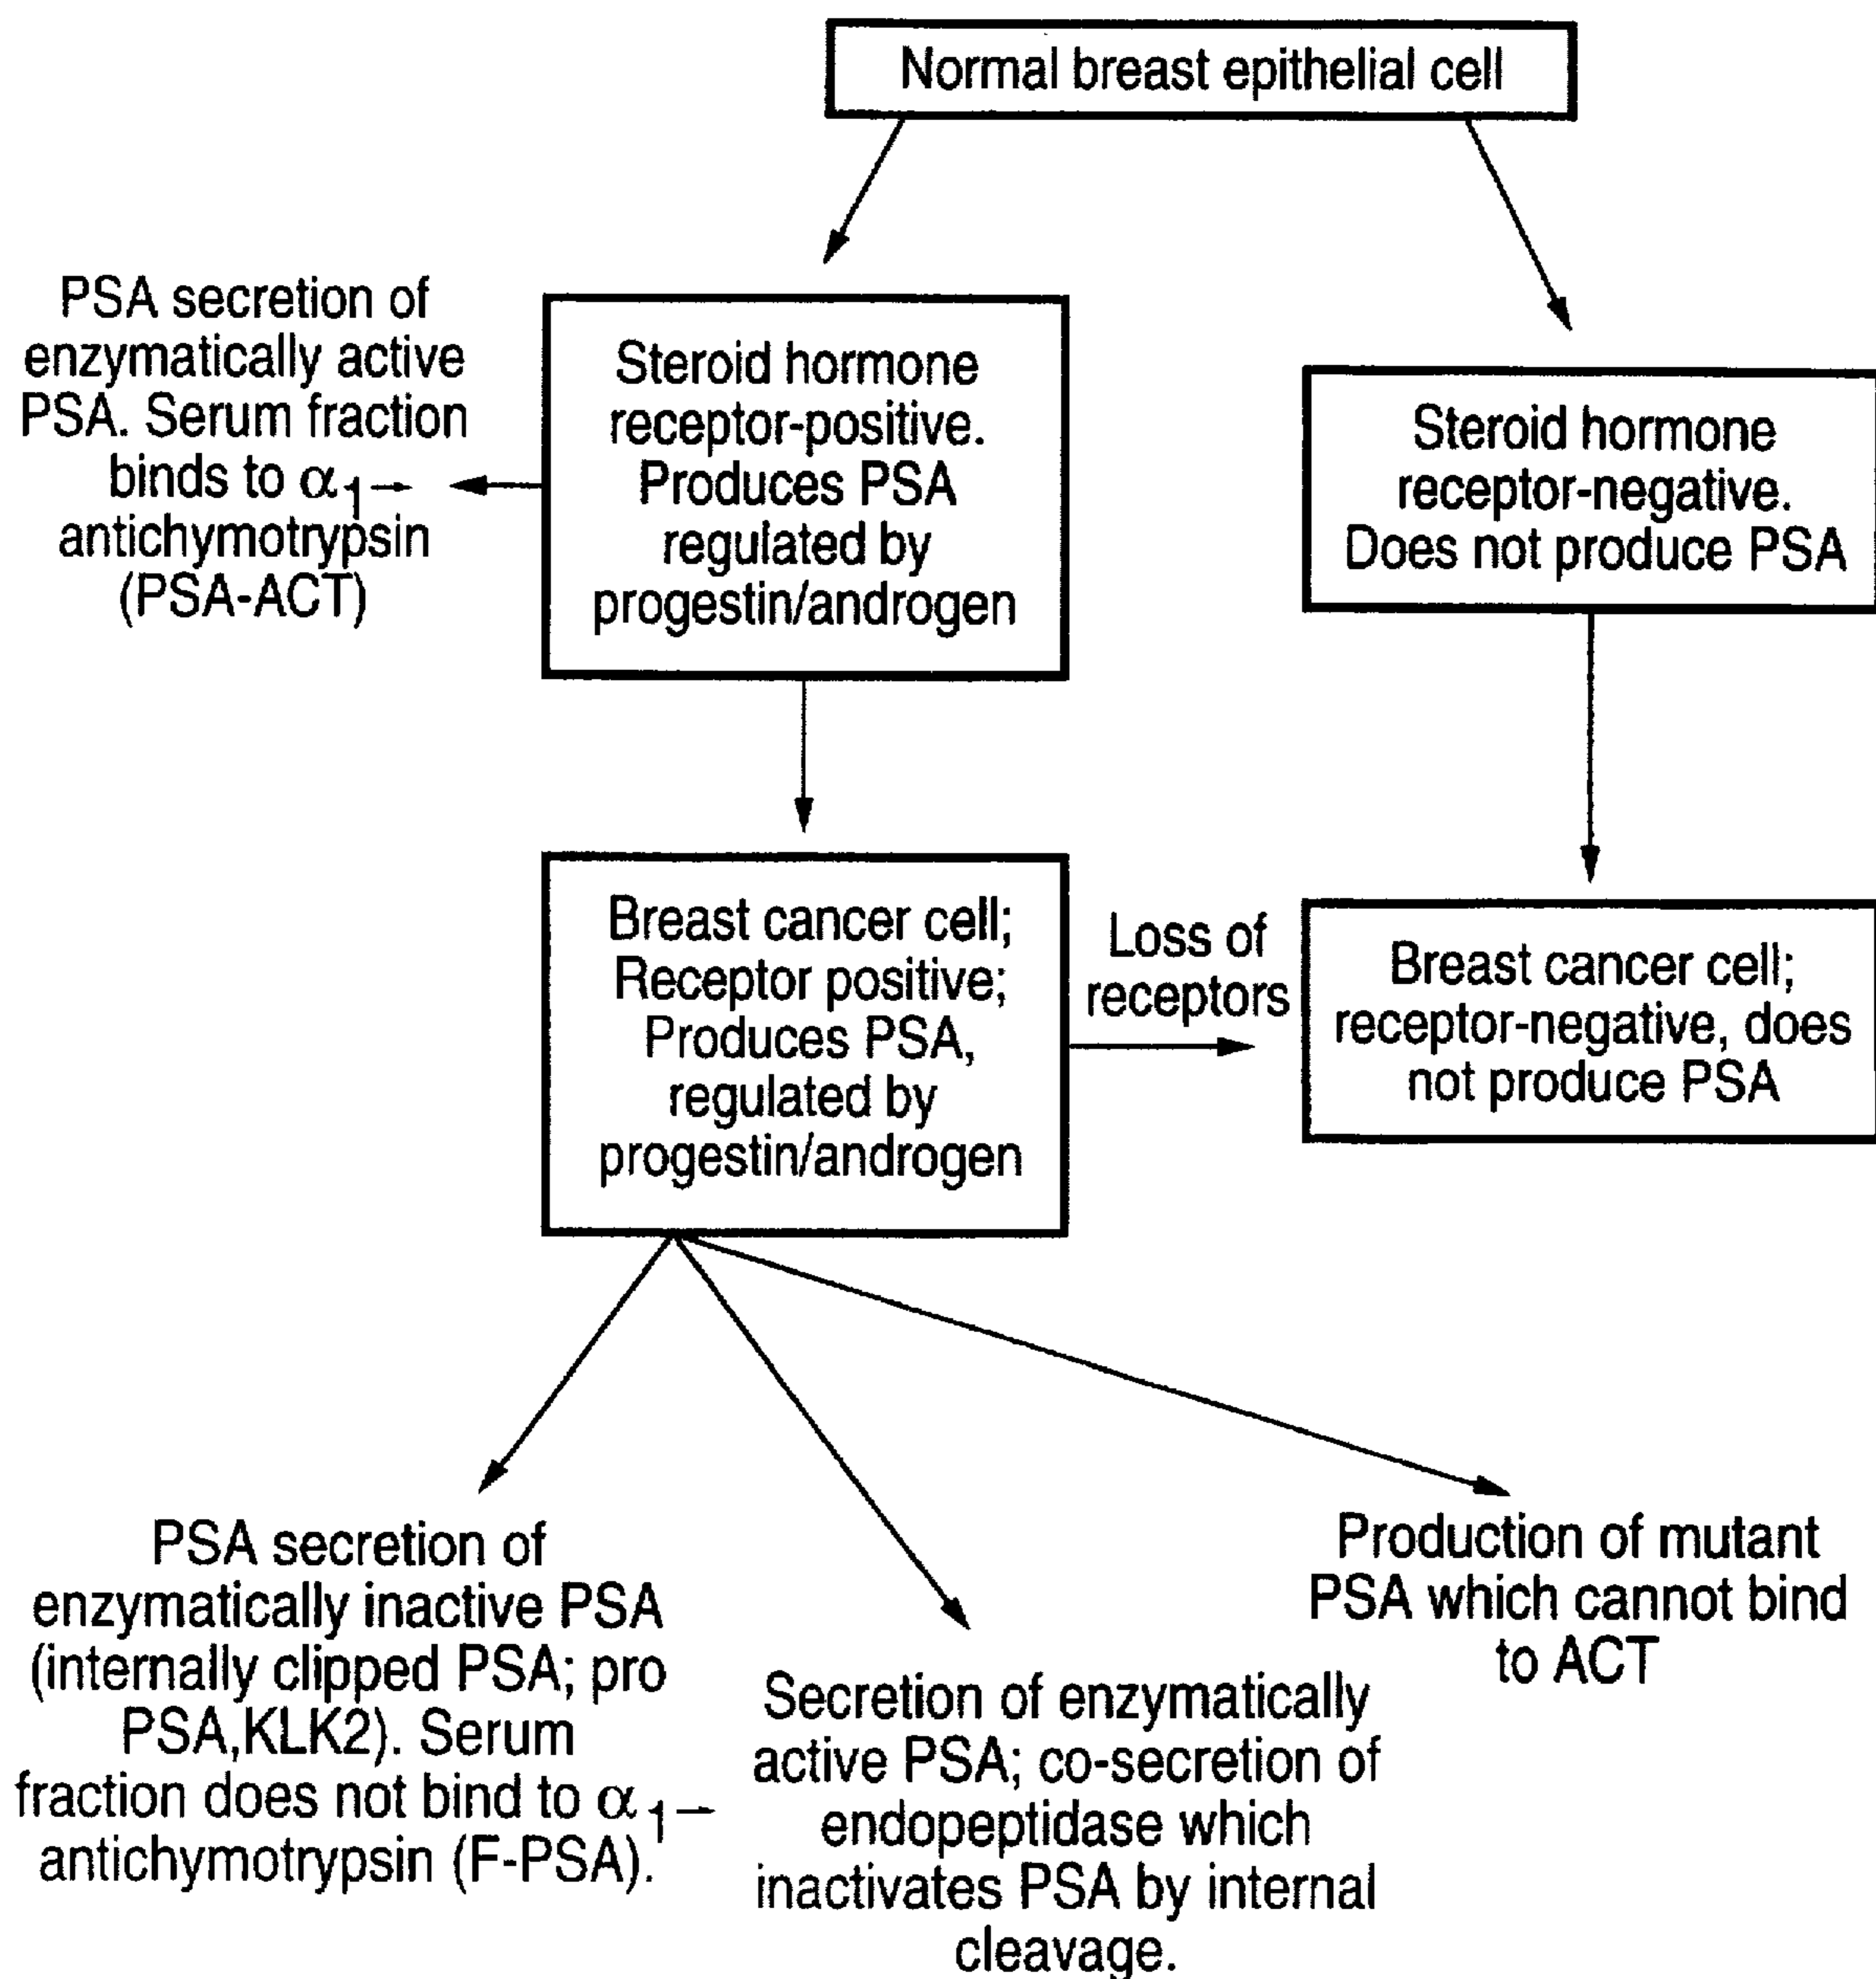 Normal breast epithelial cell
PSA secretion of
enzymatically active
PSA. Serum fraction
binds to α1-
antichymotrypsin
(PSA-ACT)
Steroid hormone
receptor-positive.
Produces PSA
regulated by
progestin/androgen
Steroid hormone
receptor-negative.
Does not produce PSA
Breast cancer cell;
Receptor positive;
Produces PSA,
regulated by
progestin/androgen
Loss of
receptors
Breast cancer cell;
receptor-negative, does
not produce PSA
PSA secretion of
enzymatically inactive PSA
(internally clipped PSA; pro
PSA,KLK2). Serum
fraction does not bind to α1-
antichymotrypsin (F-PSA).
Secretion of enzymatically
active PSA; co-secretion of
endopeptidase which
inactivates PSA by internal
cleavage.
Production of mutant
PSA which cannot bind
to ACT